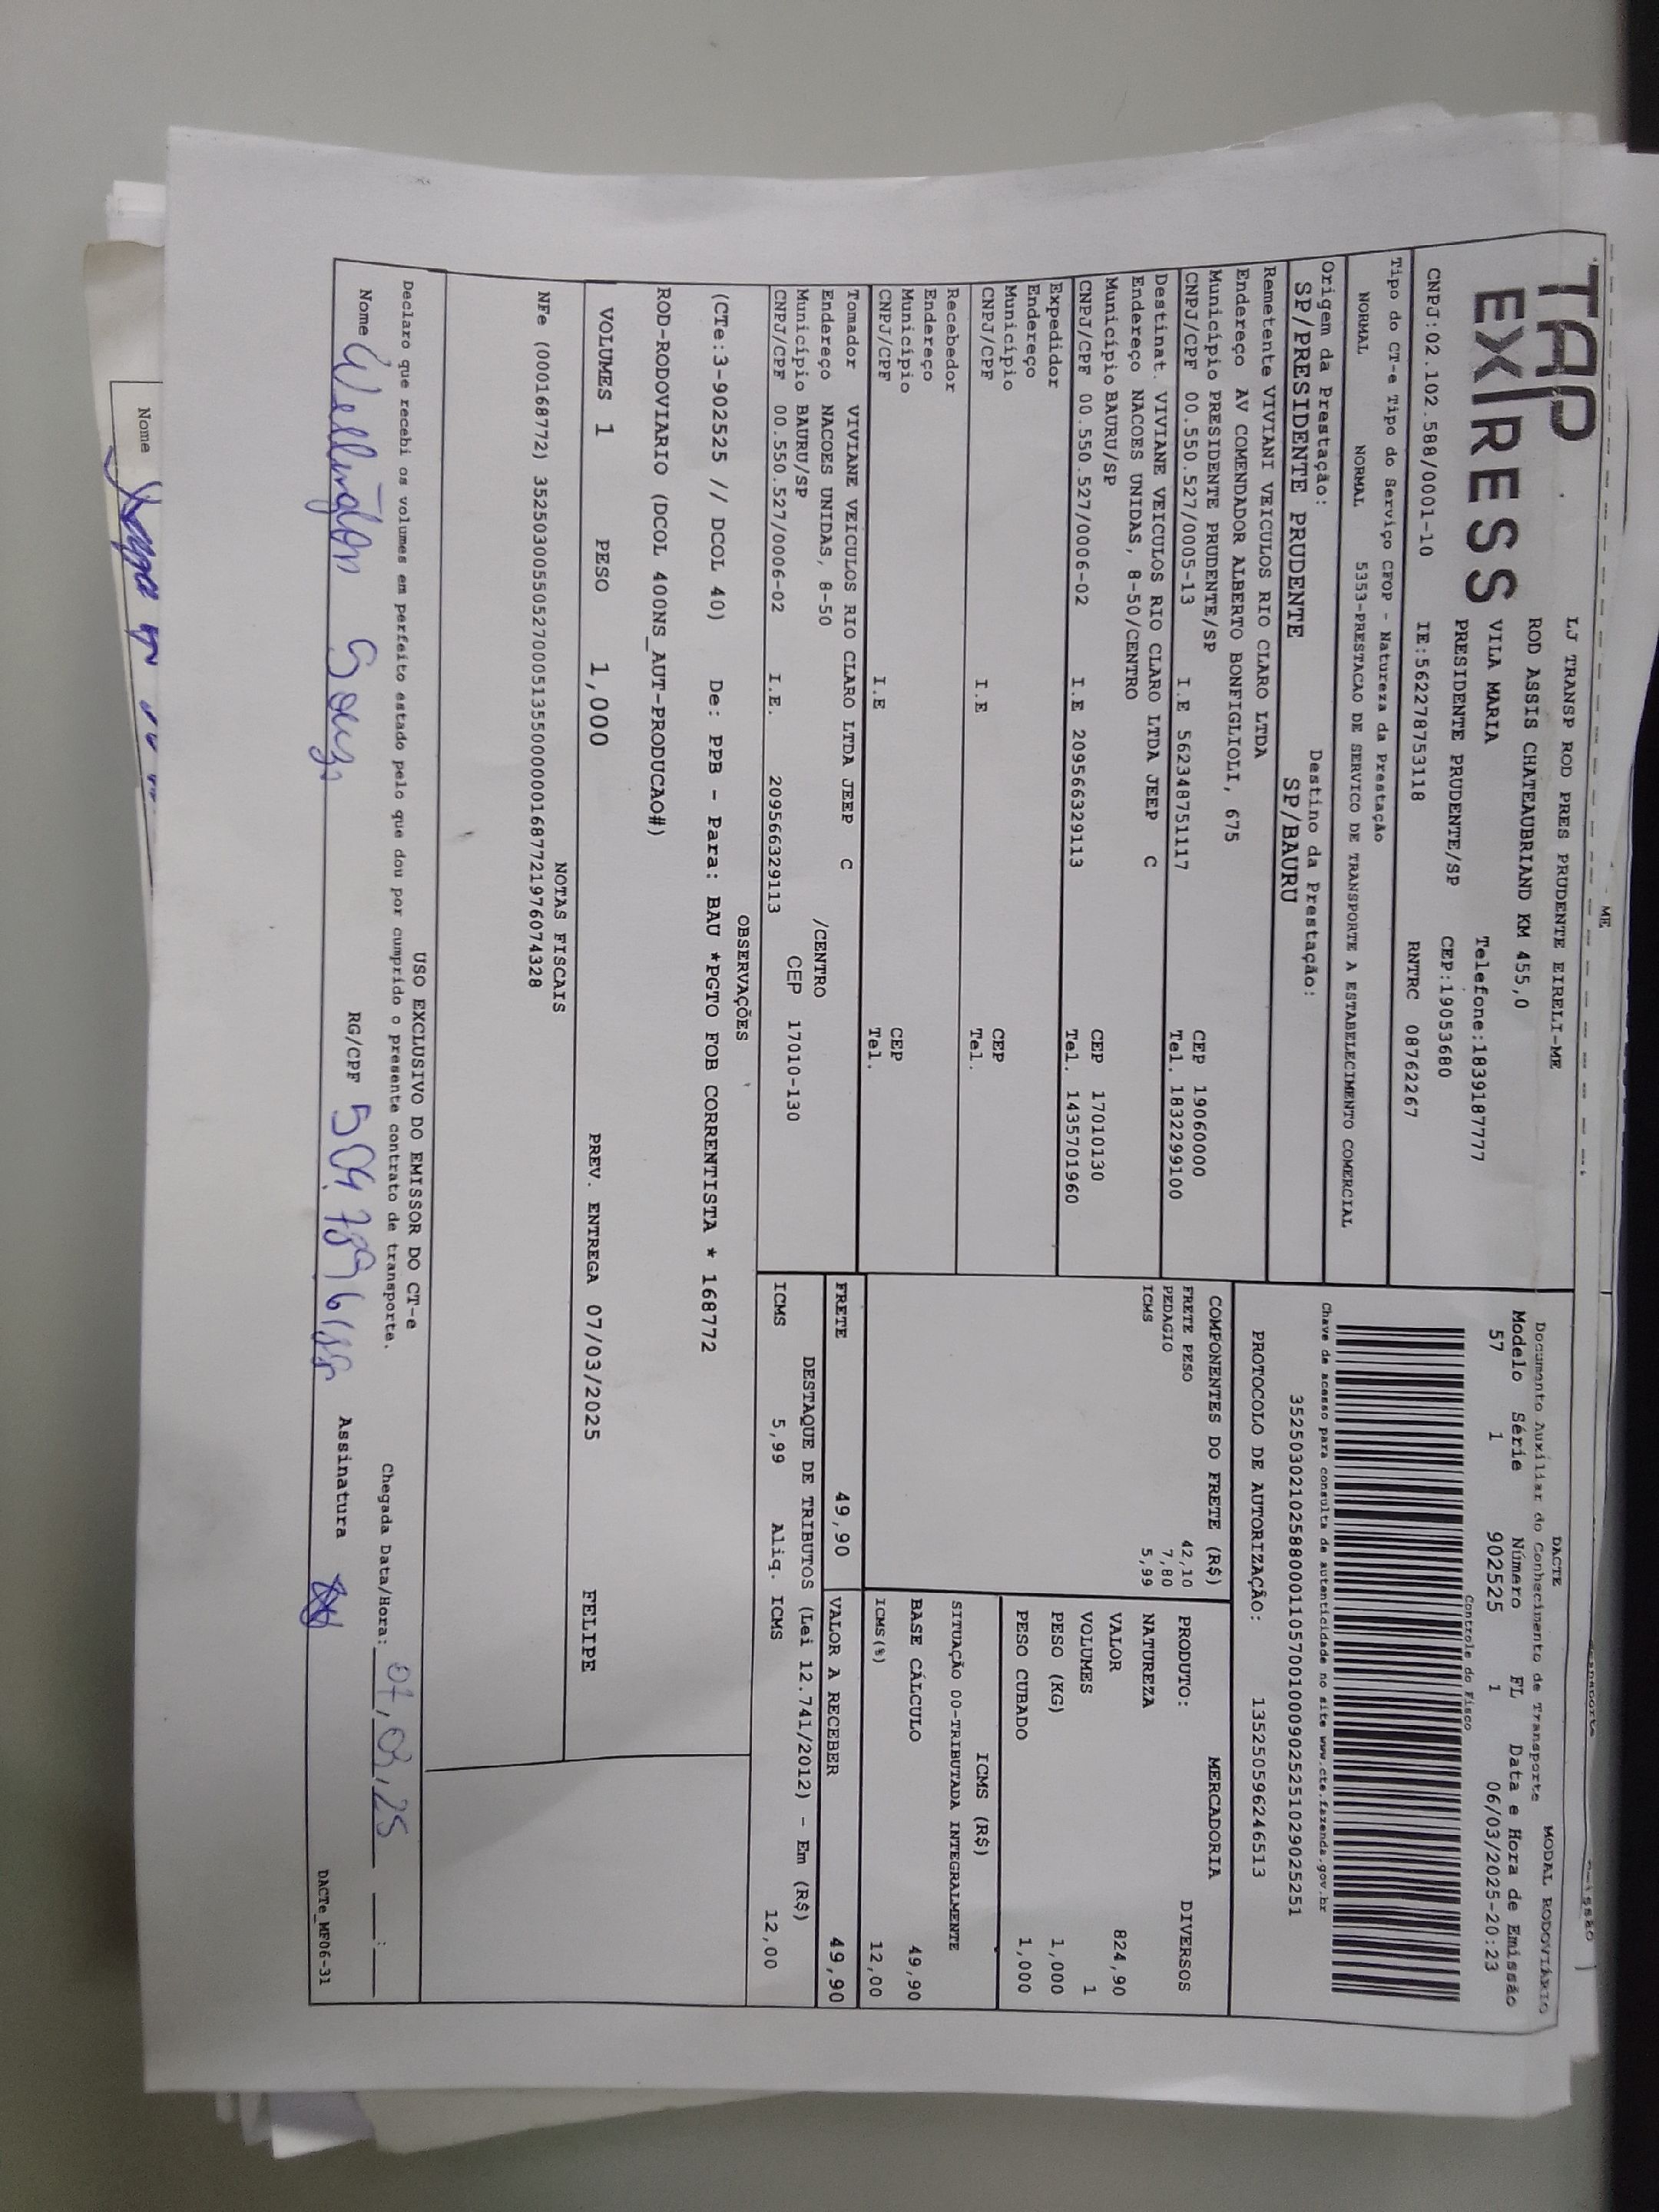 ME
TAP EXPRESS
LJ TRANSP ROD PRES PRUDENTE EIRELI-ME
ROD ASSIS CHATEAUBRIAND KM 455,0
VILA MARIA Telefone:1839187777
PRESIDENTE PRUDENTE/SP CEP:19053680
CNPJ:02.102.588/0001-10 IE:562278753118 RNTRC 08762267
Tipo do CT-e Tipo do Serviço CFOP - Natureza da Prestação
NORMAL NORMAL 5353-PRESTACAO DE SERVICO DE TRANSPORTE A ESTABELECIMENTO COMERCIAL
Origem da Prestação: Destino da Prestação:
SP/PRESIDENTE PRUDENTE SP/BAURU
Remetente VIVIANI VEICULOS RIO CLARO LTDA
Endereço AV COMENDADOR ALBERTO BONFIGLIOLI, 675
Município PRESIDENTE PRUDENTE/SP CEP 19060000
CNPJ/CPF 00.550.527/0005-13 I.E 562348751117 Tel. 1832299100
Destinat. VIVIANE VEICULOS RIO CLARO LTDA JEEP C
Endereço NACOES UNIDAS, 8-50/CENTRO
Município BAURU/SP CEP 17010130
CNPJ/CPF 00.550.527/0006-02 I.E 209566329113 Tel. 1435701960
Expedidor
Endereço
Município CEP
CNPJ/CPF I.E Tel.
Recebedor
Endereço
Município CEP
CNPJ/CPF I.E Tel.
Tomador VIVIANE VEICULOS RIO CLARO LTDA JEEP C
Endereço NACOES UNIDAS, 8-50 /CENTRO
Município BAURU/SP CEP 17010-130
CNPJ/CPF 00.550.527/0006-02 I.E. 209566329113
DACTE MODAL RODOVIÁRIO
Documento Auxiliar do Conhecimento de Transporte
Modelo Série Número FL Data e Hora de Emissão
57 1 902525 1 06/03/2025-20:23
Controle do Fisco
Chave de acesso para consulta de autenticidade no site www.cte.fazenda.gov.br
35250302102588000110570010009025251029025251
PROTOCOLO DE AUTORIZAÇÃO: 135250596246513
COMPONENTES DO FRETE (R$)
FRETE PESO 42,10
PEDAGIO 7,80
ICMS 5,99
MERCADORIA
PRODUTO: DIVERSOS
NATUREZA
VALOR 824,90
VOLUMES 1
PESO (KG) 1,000
PESO CUBADO 1,000
ICMS (R$)
SITUAÇÃO 00-TRIBUTADA INTEGRALMENTE
BASE CÁLCULO 49,90
ICMS(%) 12,00
FRETE 49,90 VALOR A RECEBER 49,90
DESTAQUE DE TRIBUTOS (Lei 12.741/2012) - Em (R$)
ICMS 5,99 Aliq. ICMS 12,00
OBSERVAÇÕES
(CTe:3-902525 // DCOL 40) De: PPB - Para: BAU *PGTO FOB CORRENTISTA * 168772
ROD-RODOVIARIO (DCOL 400NS_AUT-PRODUCAO#)
VOLUMES 1 PESO 1,000 PREV. ENTREGA 07/03/2025 FELIPE
NOTAS FISCAIS
NFe (000168772) 35250300550527000513550000001687721976074328
USO EXCLUSIVO DO EMISSOR DO CT-e
Declaro que recebi os volumes em perfeito estado pelo que dou por cumprido o presente contrato de transporte. Chegada Data/Hora: 07,03,25 __:__
Nome Wellington Souza RG/CPF Assinatura
DACTe_MF06-31
Nome